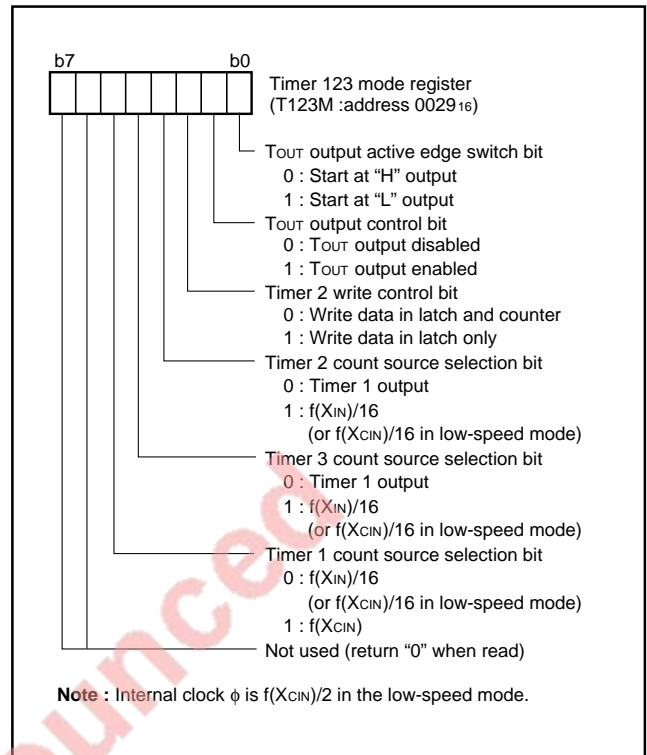 b7 b0
Timer 123 mode register
(T123M :address 002916)
TOUT output active edge switch bit
0 : Start at “H” output
1 : Start at “L” output
TOUT output control bit
0 : TOUT output disabled
1 : TOUT output enabled
Timer 2 write control bit
0 : Write data in latch and counter
1 : Write data in latch only
Timer 2 count source selection bit
0 : Timer 1 output
1 : f(XIN)/16
(or f(XCIN)/16 in low-speed mode)
Timer 3 count source selection bit
0 : Timer 1 output
1 : f(XIN)/16
(or f(XCIN)/16 in low-speed mode)
Timer 1 count source selection bit
0 : f(XIN)/16
(or f(XCIN)/16 in low-speed mode)
1 : f(XCIN)
Not used (return “0” when read)
Note : Internal clock ϕ is f(XCIN)/2 in the low-speed mode.